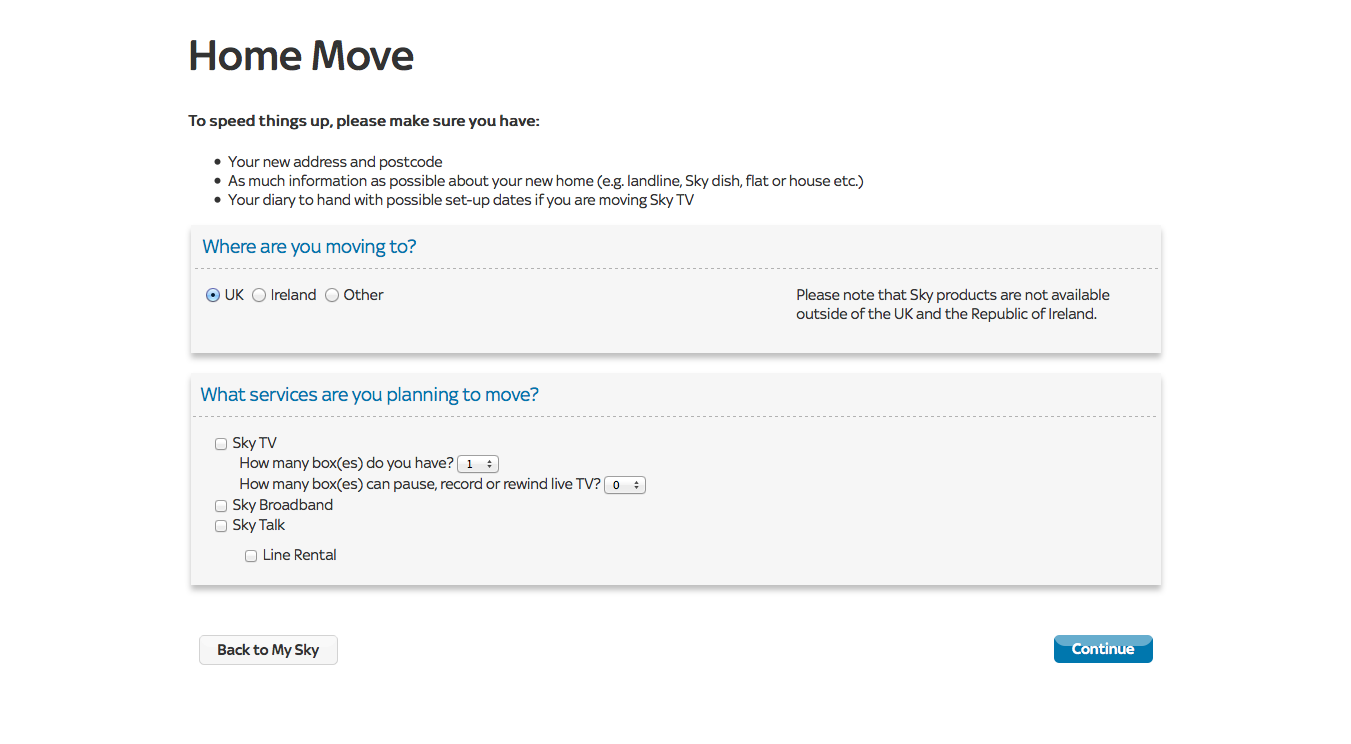 Home Move
To speed things up, please make sure you have:
Your new address and postcode
As much information as possible about your new home (e.g. landline, Sky dish, flat or house etc.)
Your diary to hand with possible set-up dates if you are moving Sky TV
Where are you moving to?
UK Ireland Other
Please note that Sky products are not available
outside of the UK and the Republic of Ireland.
What services are you planning to move?
Sky TV
How many box(es) do you have? 1
How many box(es) can pause, record or rewind live TV? 0
Sky Broadband
Sky Talk
Line Rental
Back to My Sky
Continue